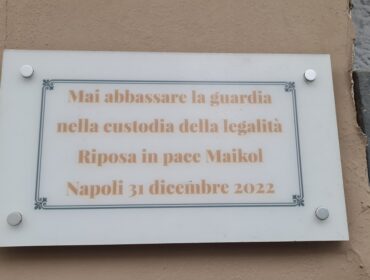 Mai abbassare la guardia
nella custodia della legalità
Riposa in pace Maikol
Napoli 31 dicembre 2022